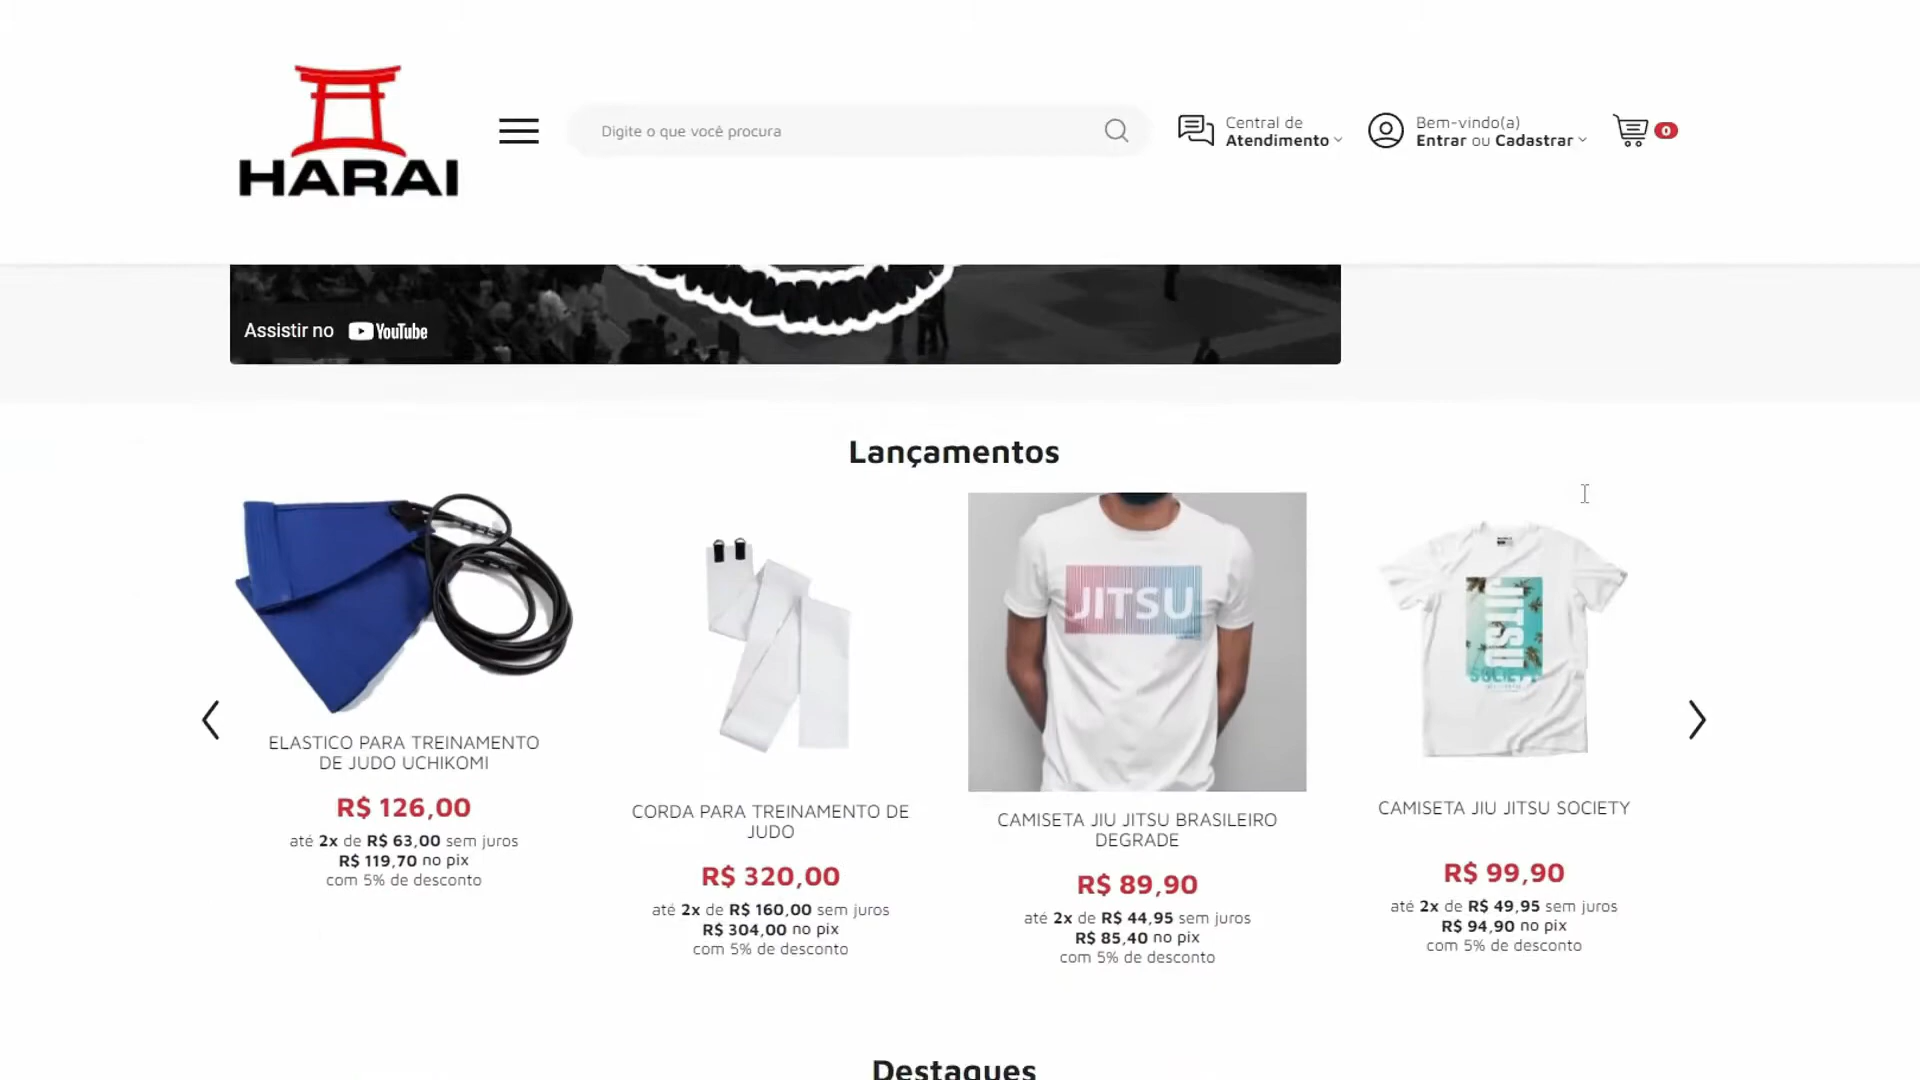 HARAI
Digite o que você procura
Central de
Atendimento
Bem-vindo(a)
Entrar ou Cadastrar
0
Assistir no YouTube
Lançamentos
JITSU
JITSU
SOCIETY
ELASTICO PARA TREINAMENTO
DE JUDO UCHIKOMI
R$ 126,00
até 2x de R$ 63,00 sem juros
R$ 119,70 no pix
com 5% de desconto
CORDA PARA TREINAMENTO DE
JUDO
R$ 320,00
até 2x de R$ 160,00 sem juros
R$ 304,00 no pix
com 5% de desconto
CAMISETA JIU JITSU BRASILEIRO
DEGRADE
R$ 89,90
até 2x de R$ 44,95 sem juros
R$ 85,40 no pix
com 5% de desconto
CAMISETA JIU JITSU SOCIETY
R$ 99,90
até 2x de R$ 49,95 sem juros
R$ 94,90 no pix
com 5% de desconto
Destaques